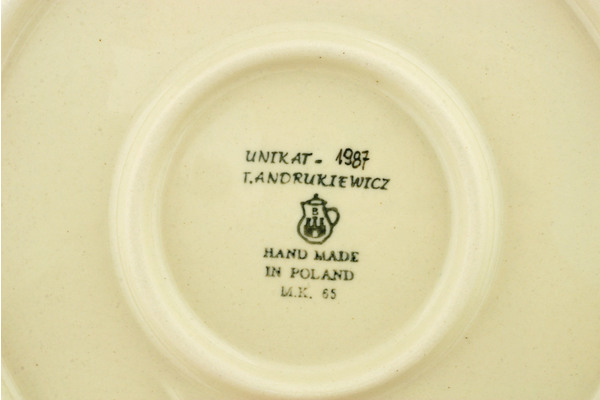 UNIKAT - 1987
T. ANDRUKIEWICZ
B
HAND MADE
IN POLAND
M.K. 65